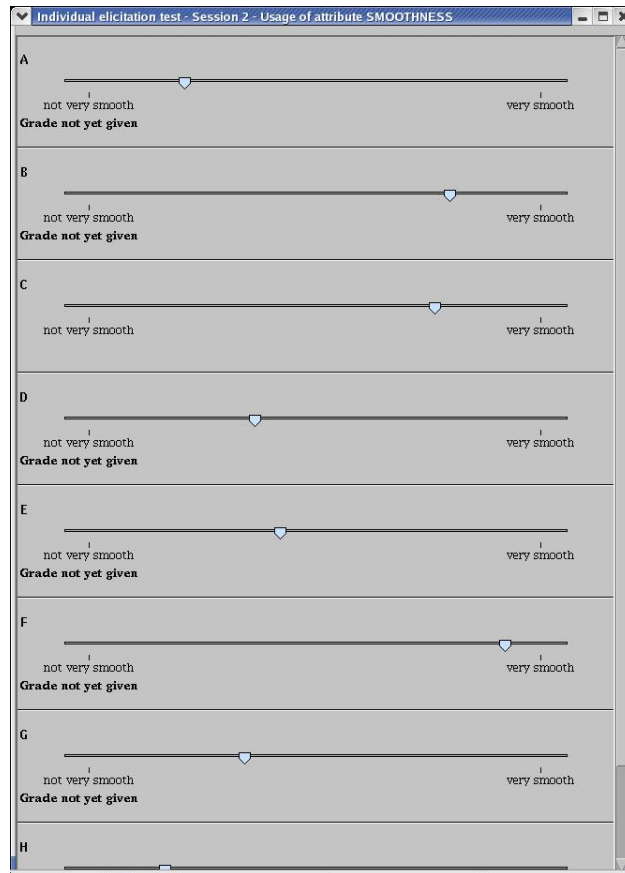 Individual elicitation test - Session 2 - Usage of attribute SMOOTHNESS
A
not very smooth very smooth
Grade not yet given
B
not very smooth very smooth
Grade not yet given
C
not very smooth very smooth
D
not very smooth very smooth
Grade not yet given
E
not very smooth very smooth
Grade not yet given
F
not very smooth very smooth
Grade not yet given
G
not very smooth very smooth
Grade not yet given
H